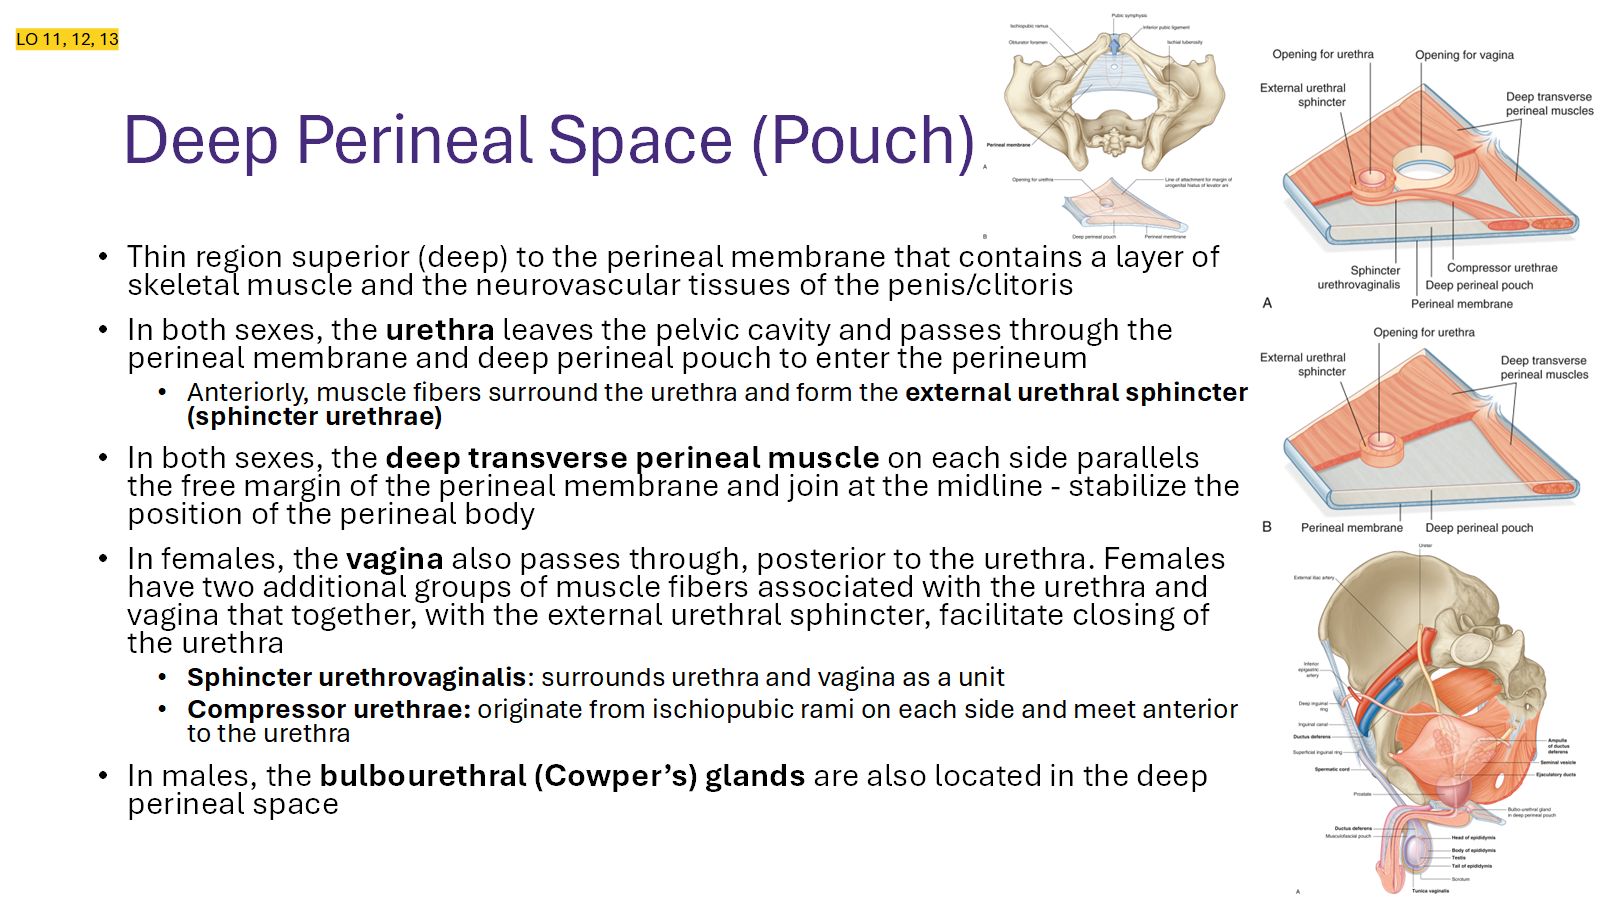 LO 11, 12, 13
Deep Perineal Space (Pouch)
• Thin region superior (deep) to the perineal membrane that contains a layer of
skeletal muscle and the neurovascular tissues of the penis/clitoris
• In both sexes, the urethra leaves the pelvic cavity and passes through the
perineal membrane and deep perineal pouch to enter the perineum
• Anteriorly, muscle fibers surround the urethra and form the external urethral sphincter
(sphincter urethrae)
• In both sexes, the deep transverse perineal muscle on each side parallels
the free margin of the perineal membrane and join at the midline - stabilize the
position of the perineal body
• In females, the vagina also passes through, posterior to the urethra. Females
have two additional groups of muscle fibers associated with the urethra and
vagina that together, with the external urethral sphincter, facilitate closing of
the urethra
• Sphincter urethrovaginalis: surrounds urethra and vagina as a unit
• Compressor urethrae: originate from ischiopubic rami on each side and meet anterior
to the urethra
• In males, the bulbourethral (Cowper's) glands are also located in the deep
perineal space
Pubic symphysis
Ischiopubic ramus
Inferior pubic ligament
Obturator foramen
Ischial tuberosity
Perineal membrane
A
Opening for urethra
Line of attachment for margin of
urogenital hiatus of levator ani
B
Deep perineal pouch
Perineal membrane
Opening for urethra
Opening for vagina
External urethral
sphincter
Deep transverse
perineal muscles
Sphincter
urethrovaginalis
Compressor urethrae
Deep perineal pouch
Perineal membrane
A
Opening for urethra
External urethral
sphincter
Deep transverse
perineal muscles
B
Perineal membrane
Deep perineal pouch
Ureter
External iliac artery
Inferior
epigastric
artery
Deep inguinal
ring
Inguinal canal
Ductus deferens
Superficial inguinal ring
Spermatic cord
Prostate
Ductus deferens
Musculofascial pouch
Ampulla
of ductus
deferens
Seminal vesicle
Ejaculatory ducts
Bulbo-urethral gland
in deep perineal pouch
Head of epididymis
Body of epididymis
Testis
Tail of epididymis
Scrotum
Tunica vaginalis
A